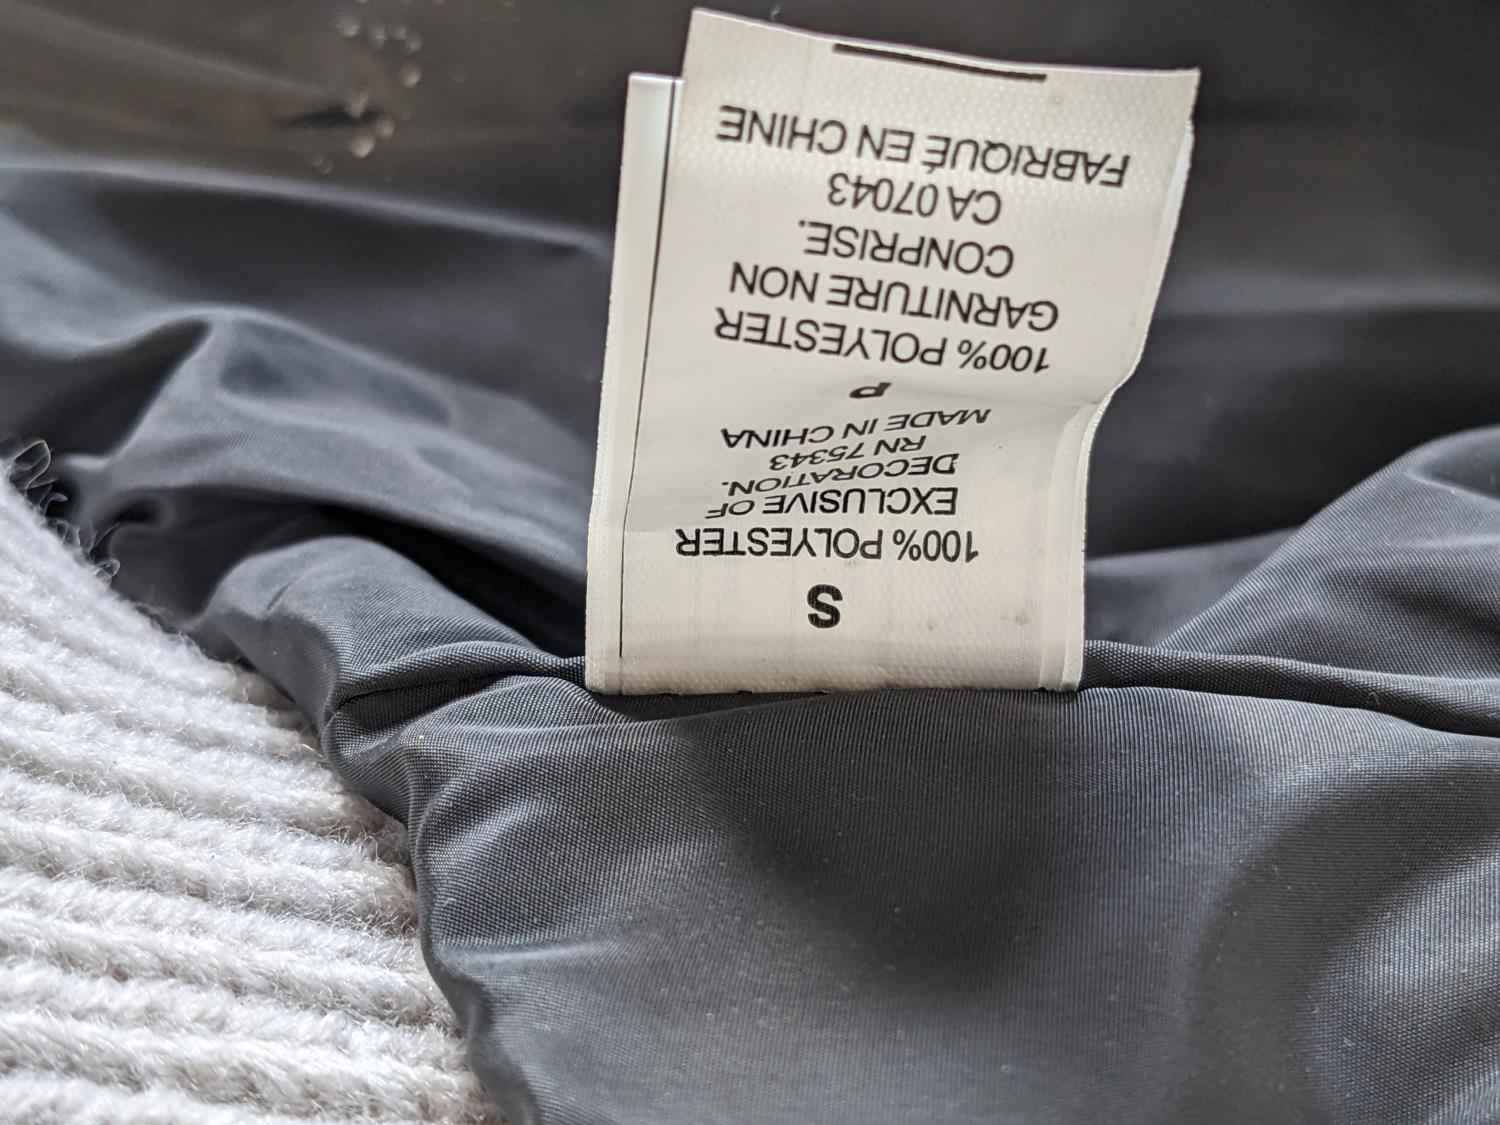 S
100% POLYESTER
EXCLUSIVE OF
DECORATION.
RN 75343
MADE IN CHINA
P
100% POLYESTER
GARNITURE NON
CONPRISE.
CA 07043
FABRIQUÉ EN CHINE